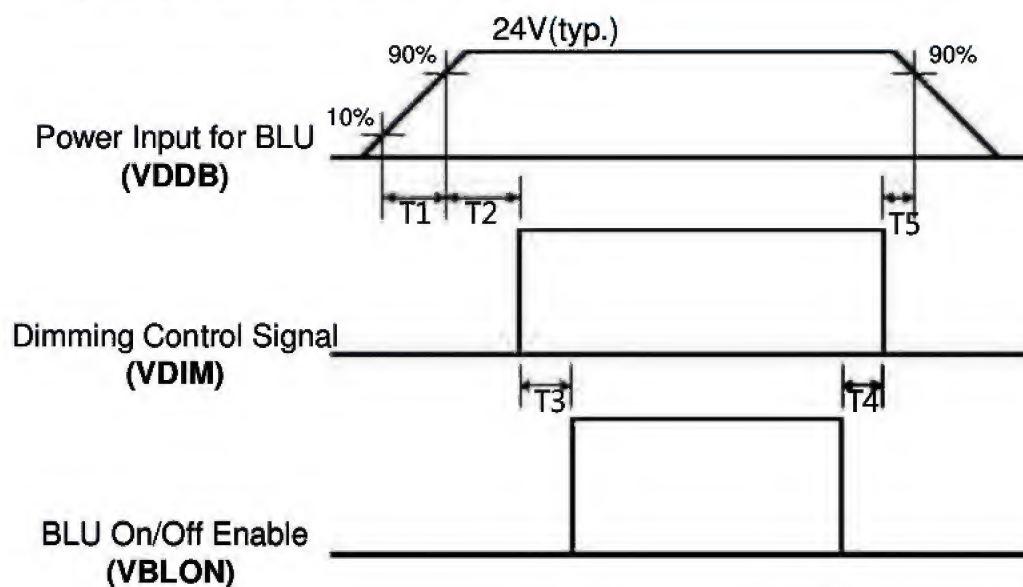 24V(typ.)
90%
90%
10%
Power Input for BLU
(VDDB)
T1
T2
T5
Dimming Control Signal
(VDIM)
T3
T4
BLU On/Off Enable
(VBLON)